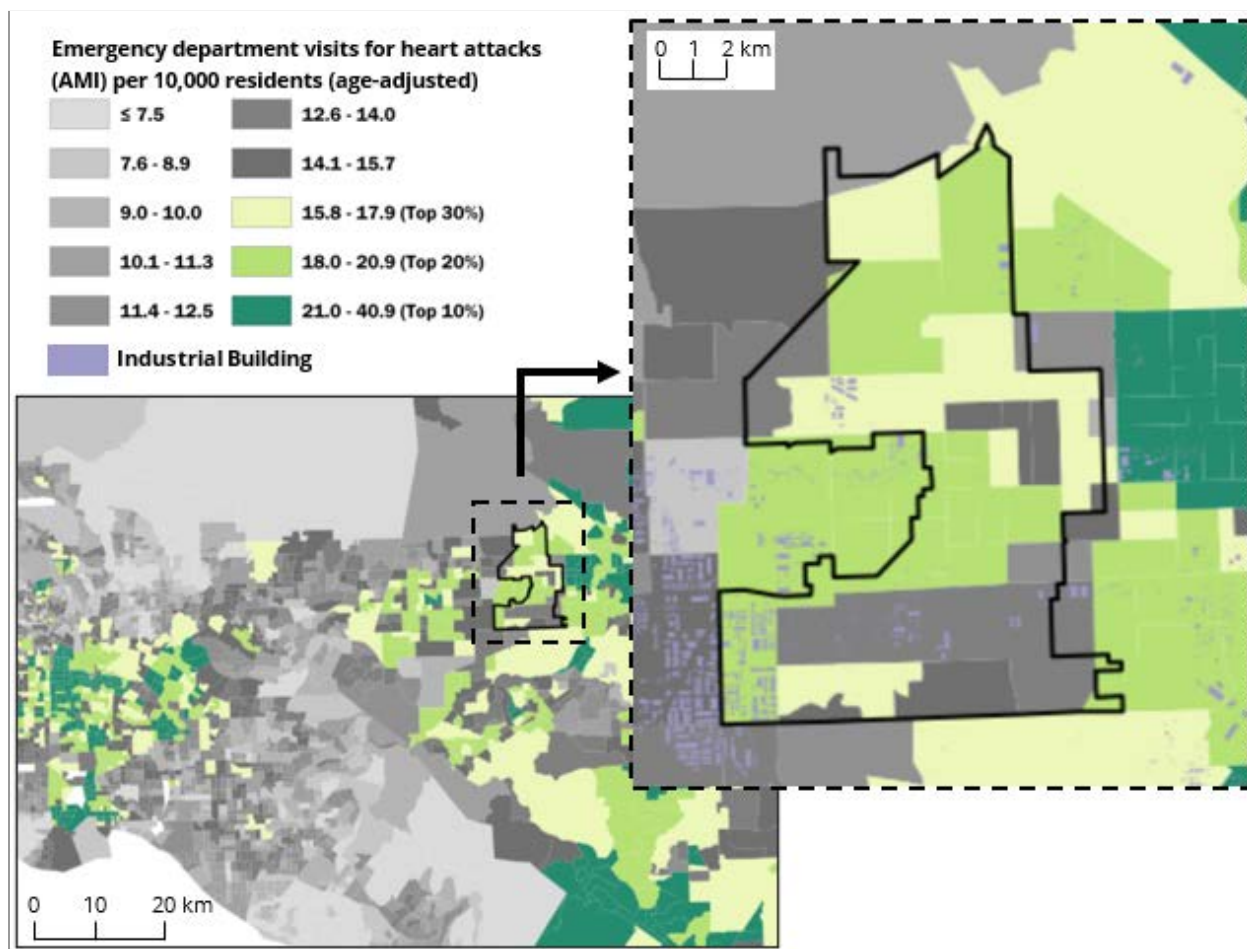 Emergency department visits for heart attacks
(AMI) per 10,000 residents (age-adjusted)
≤ 7.5
7.6 - 8.9
9.0 - 10.0
10.1 - 11.3
11.4 - 12.5
12.6 - 14.0
14.1 - 15.7
15.8 - 17.9 (Top 30%)
18.0 - 20.9 (Top 20%)
21.0 - 40.9 (Top 10%)
Industrial Building
0 1 2 km
0 10 20 km